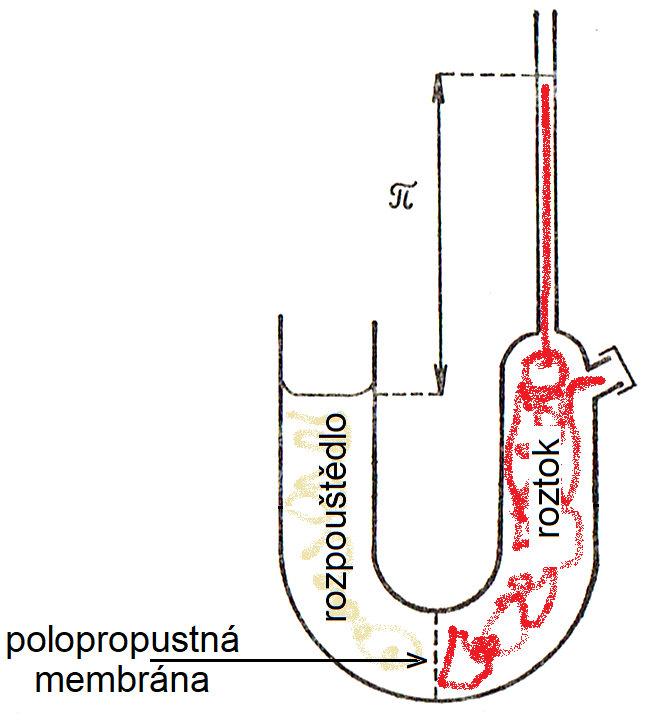 π
rozpouštědlo
roztok
polopropustná
membrána